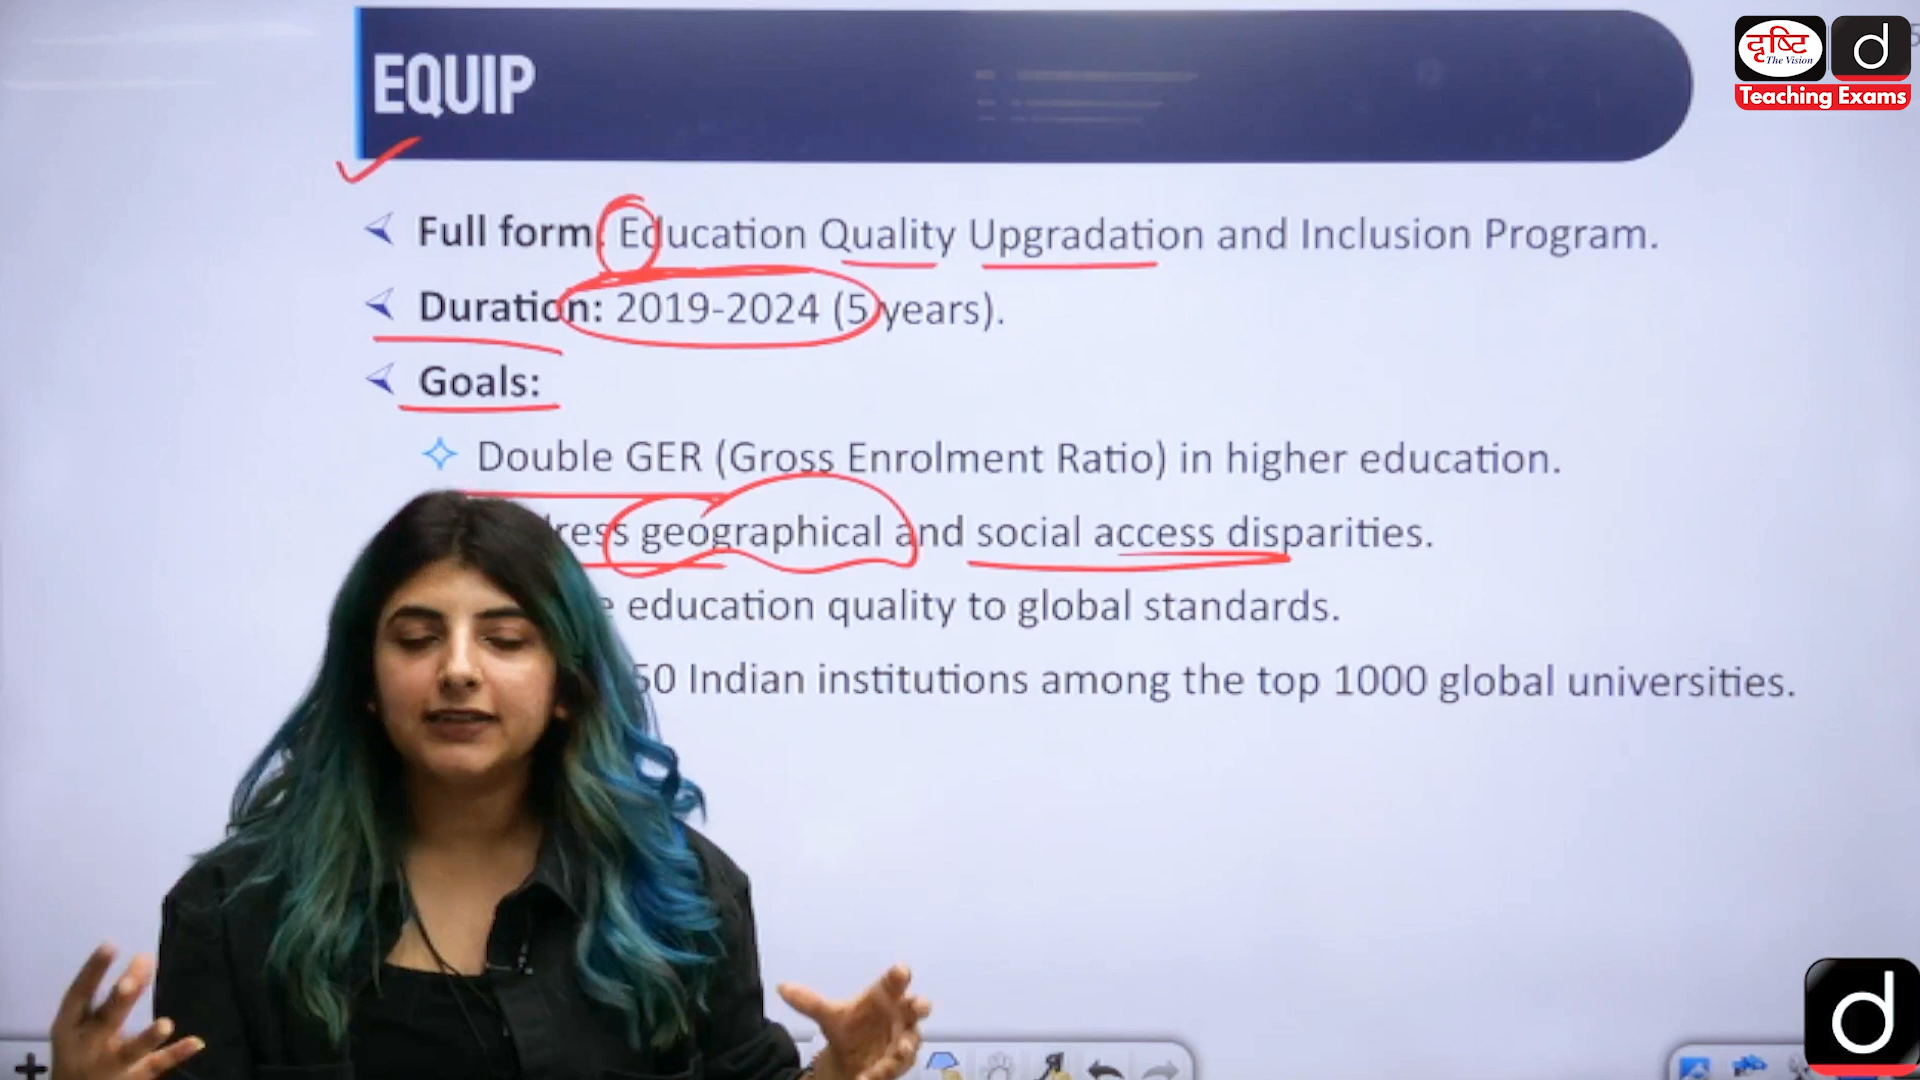 EQUIP
दृष्टि
The Vision
d
Teaching Exams
Full form: Education Quality Upgradation and Inclusion Program.
Duration: 2019-2024 (5 years).
Goals:
Double GER (Gross Enrolment Ratio) in higher education.
geographical and social access disparities.
education quality to global standards.
50 Indian institutions among the top 1000 global universities.
d